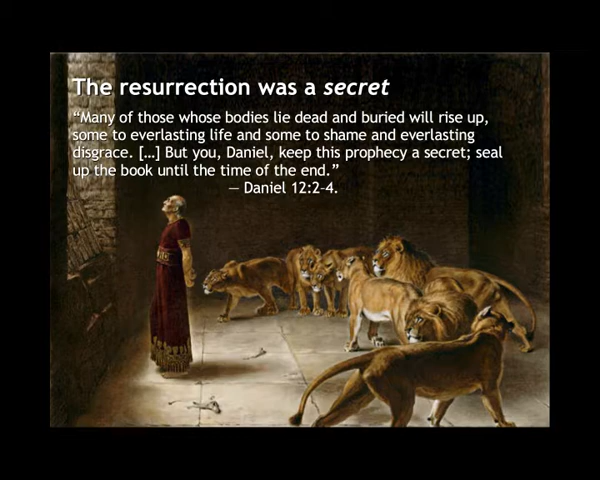 The resurrection was a secret
“Many of those whose bodies lie dead and buried will rise up,
some to everlasting life and some to shame and everlasting
disgrace. […] But you, Daniel, keep this prophecy a secret; seal
up the book until the time of the end.”
— Daniel 12:2-4.